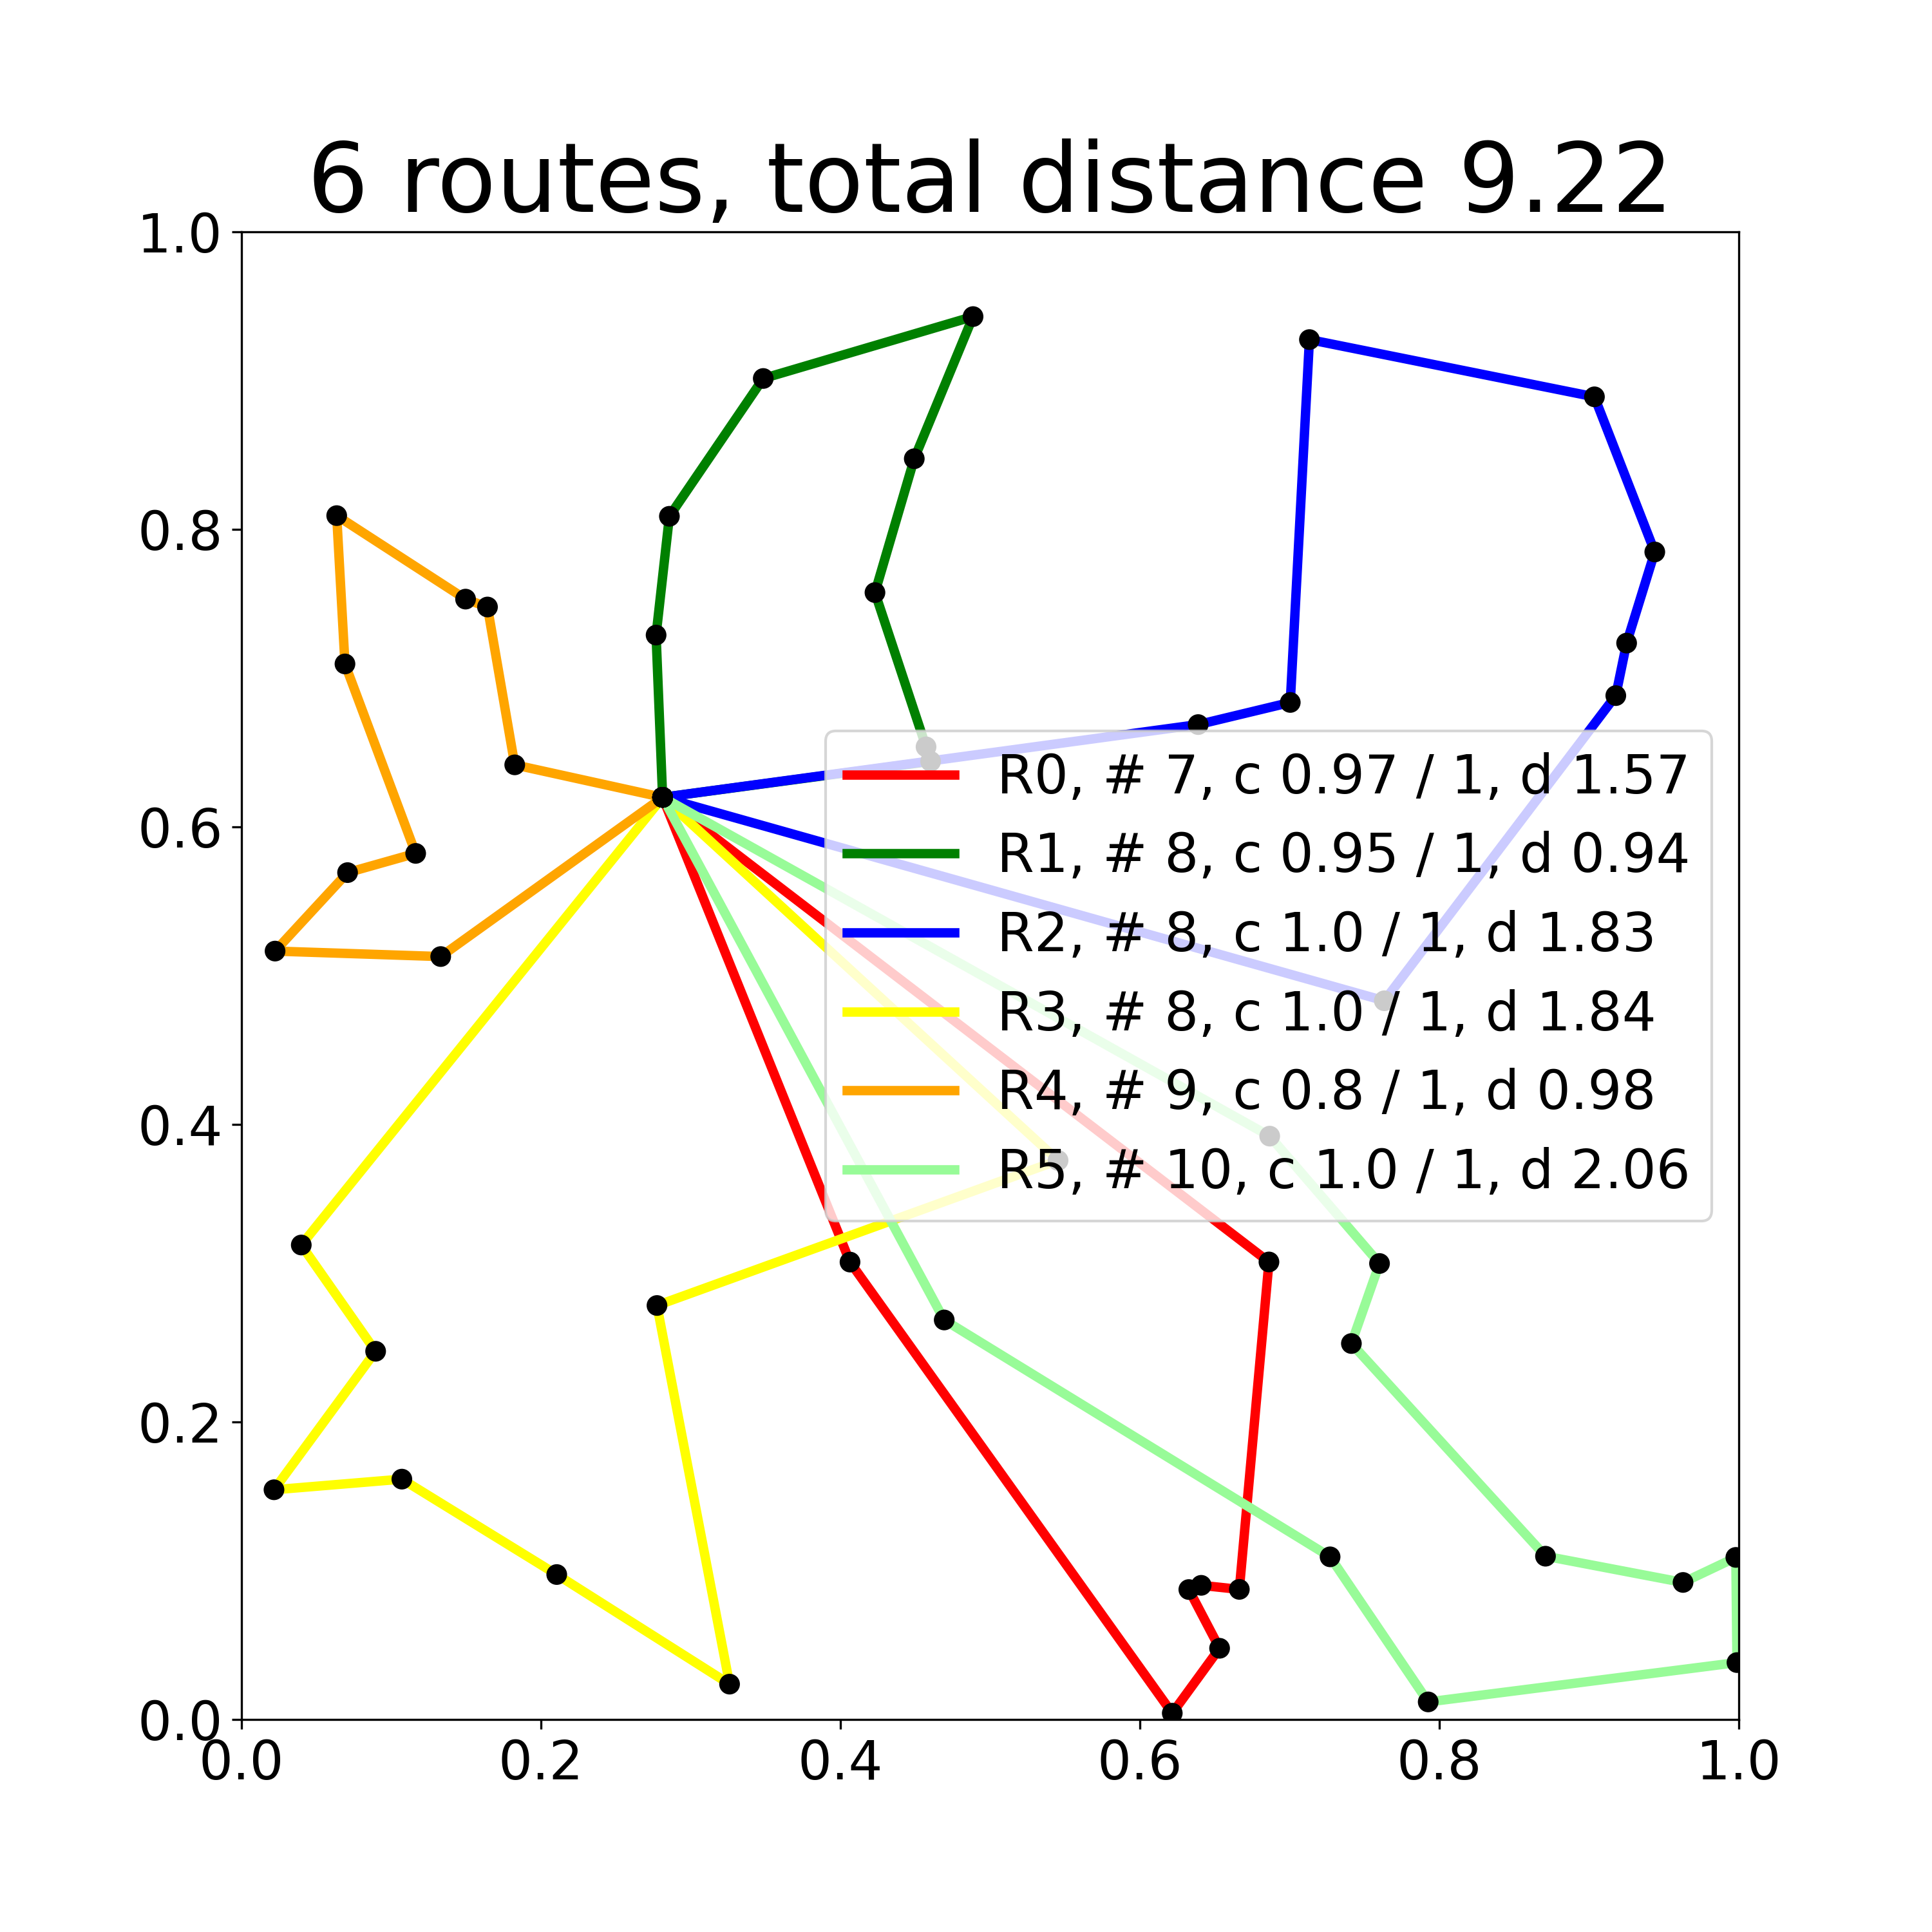 6 routes, total distance 9.22
1.0
0.8
0.6
0.4
0.2
0.0
R0, # 7, c 0.97 / 1, d 1.57
R1, # 8, c 0.95 / 1, d 0.94
R2, # 8, c 1.0 / 1, d 1.83
R3, # 8, c 1.0 / 1, d 1.84
R4, # 9, c 0.8 / 1, d 0.98
R5, # 10, c 1.0 / 1, d 2.06
0.0 0.2 0.4 0.6 0.8 1.0